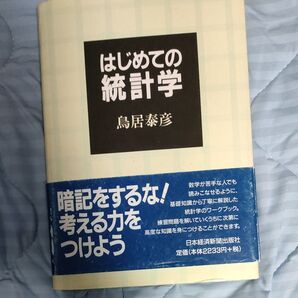 はじめての
統計学
鳥居泰彦
暗記をするな!
考える力を
つけよう
数学が苦手な人でも
読みこなせるように、
基礎知識から丁寧に解説した
統計学のワークブック。
練習問題を解いていくうちに次第に
高度な知識を身につけることができます。
日本経済新聞出版社
定価(本体2233円+税)